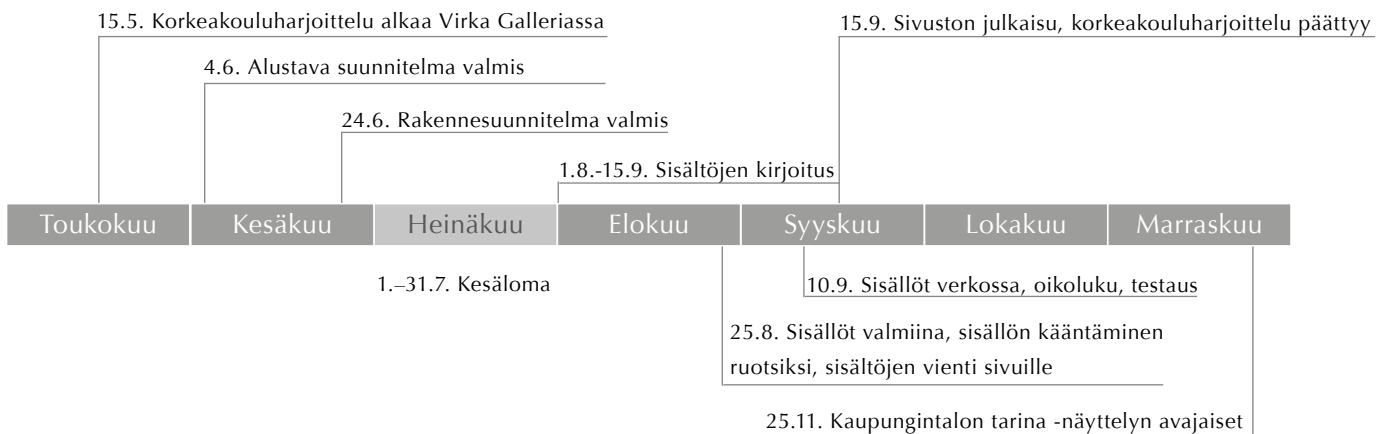 15.5. Korkeakouluharjoittelu alkaa Virka Galleriassa
15.9. Sivuston julkaisu, korkeakouluharjoittelu päättyy
4.6. Alustava suunnitelma valmis
24.6. Rakennesuunnitelma valmis
1.8.-15.9. Sisältöjen kirjoitus
Toukokuu Kesäkuu Heinäkuu Elokuu Syyskuu Lokakuu Marraskuu
1.–31.7. Kesäloma
10.9. Sisällöt verkossa, oikoluku, testaus
25.8. Sisällöt valmiina, sisällön kääntäminen
ruotsiksi, sisältöjen vienti sivuille
25.11. Kaupungintalon tarina -näyttelyn avajaiset